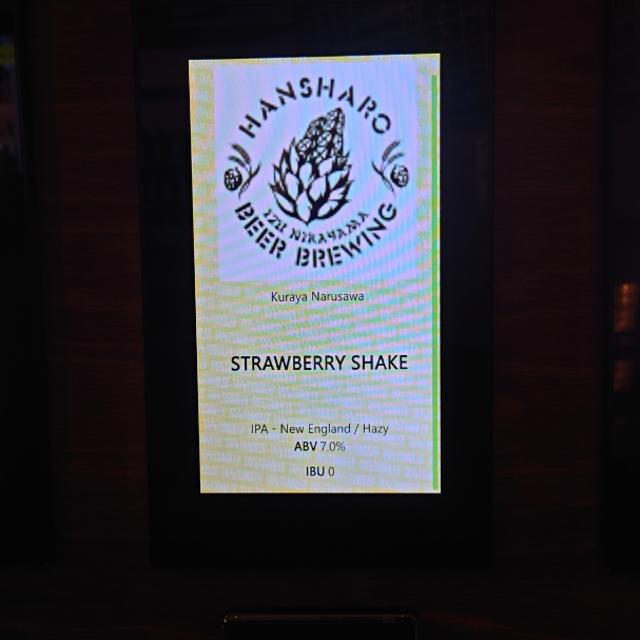 HANSHARO
IZU NIRAYAMA
BEER BREWING
Kuraya Narusawa
STRAWBERRY SHAKE
IPA - New England / Hazy
ABV 7.0%
IBU 0